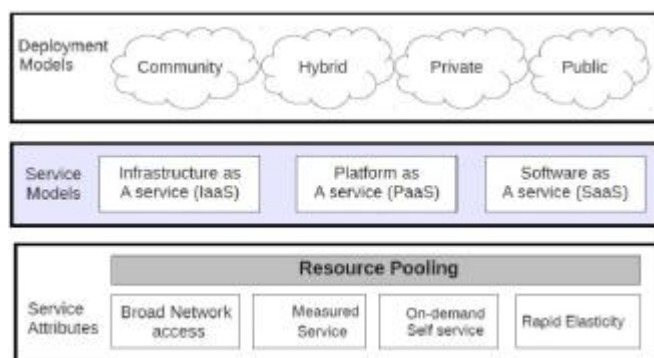 Deployment
Models
Community
Hybrid
Private
Public
Service
Models
Infrastructure as
A service (IaaS)
Platform as
A service (PaaS)
Software as
A service (SaaS)
Resource Pooling
Service
Attributes
Broad Network
access
Measured
Service
On-demand
Self service
Rapid Elasticity